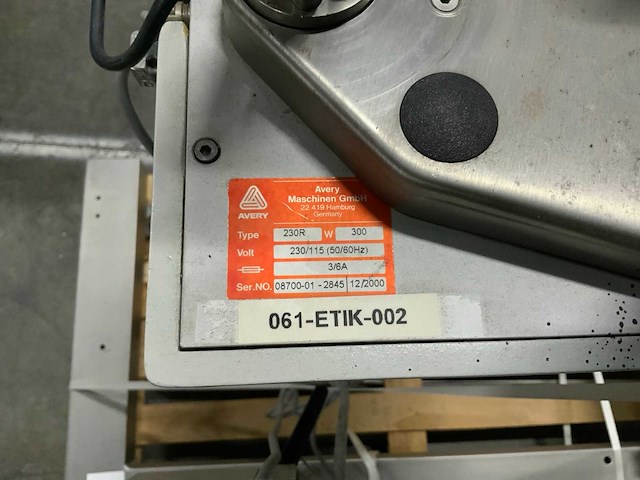 Avery
Maschinen GmbH
22 419 Hamburg
Germany
AVERY
Type 230R W 300
Volt 230/115 (50/60Hz)
3/6A
Ser.NO. 08700-01 - 2845 12/2000
061-ETIK-002